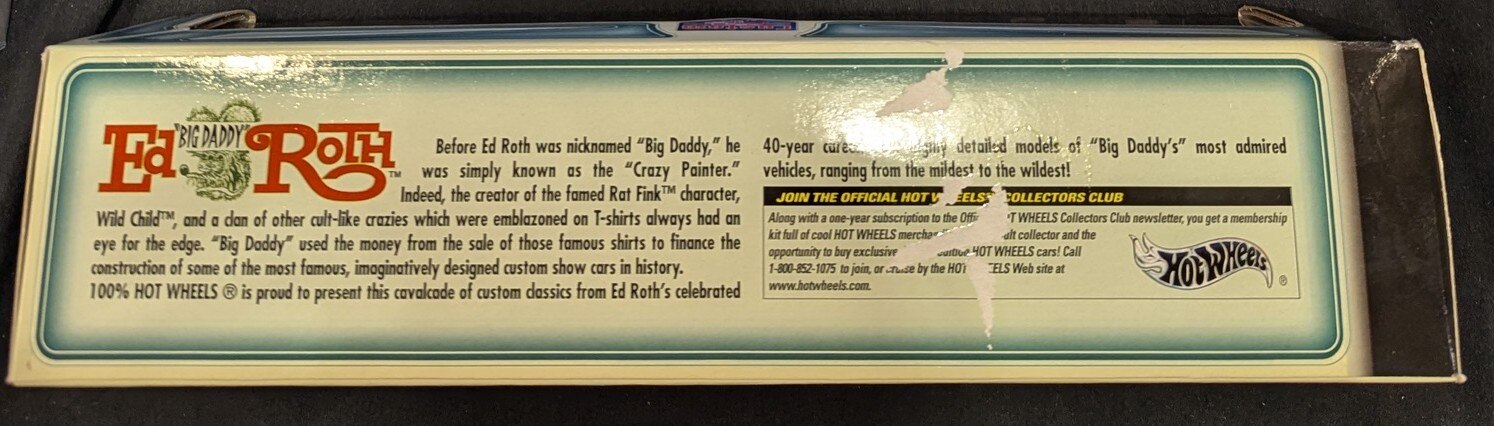 Ed "BIG DADDY" ROTH™
Before Ed Roth was nicknamed “Big Daddy,” he
was simply known as the “Crazy Painter.”
Indeed, the creator of the famed Rat Fink™ character,
Wild Child™, and a clan of other cult-like crazies which were emblazoned on T-shirts always had an
eye for the edge. “Big Daddy” used the money from the sale of those famous shirts to finance the
construction of some of the most famous, imaginatively designed custom show cars in history.
100% HOT WHEELS ® is proud to present this cavalcade of custom classics from Ed Roth's celebrated
40-year detailed models of “Big Daddy's” most admired
vehicles, ranging from the mildest to the wildest!
JOIN THE OFFICIAL HOT WHEELS® COLLECTORS CLUB
Along with a one-year subscription to the WHEELS Collectors Club newsletter, you get a membership
kit full of cool HOT WHEELS collector and the
opportunity to buy HOT WHEELS cars! Call
1-800-852-1075 to join, or by the Web site at
www.hotwheels.com.
HOT WHEELS ®